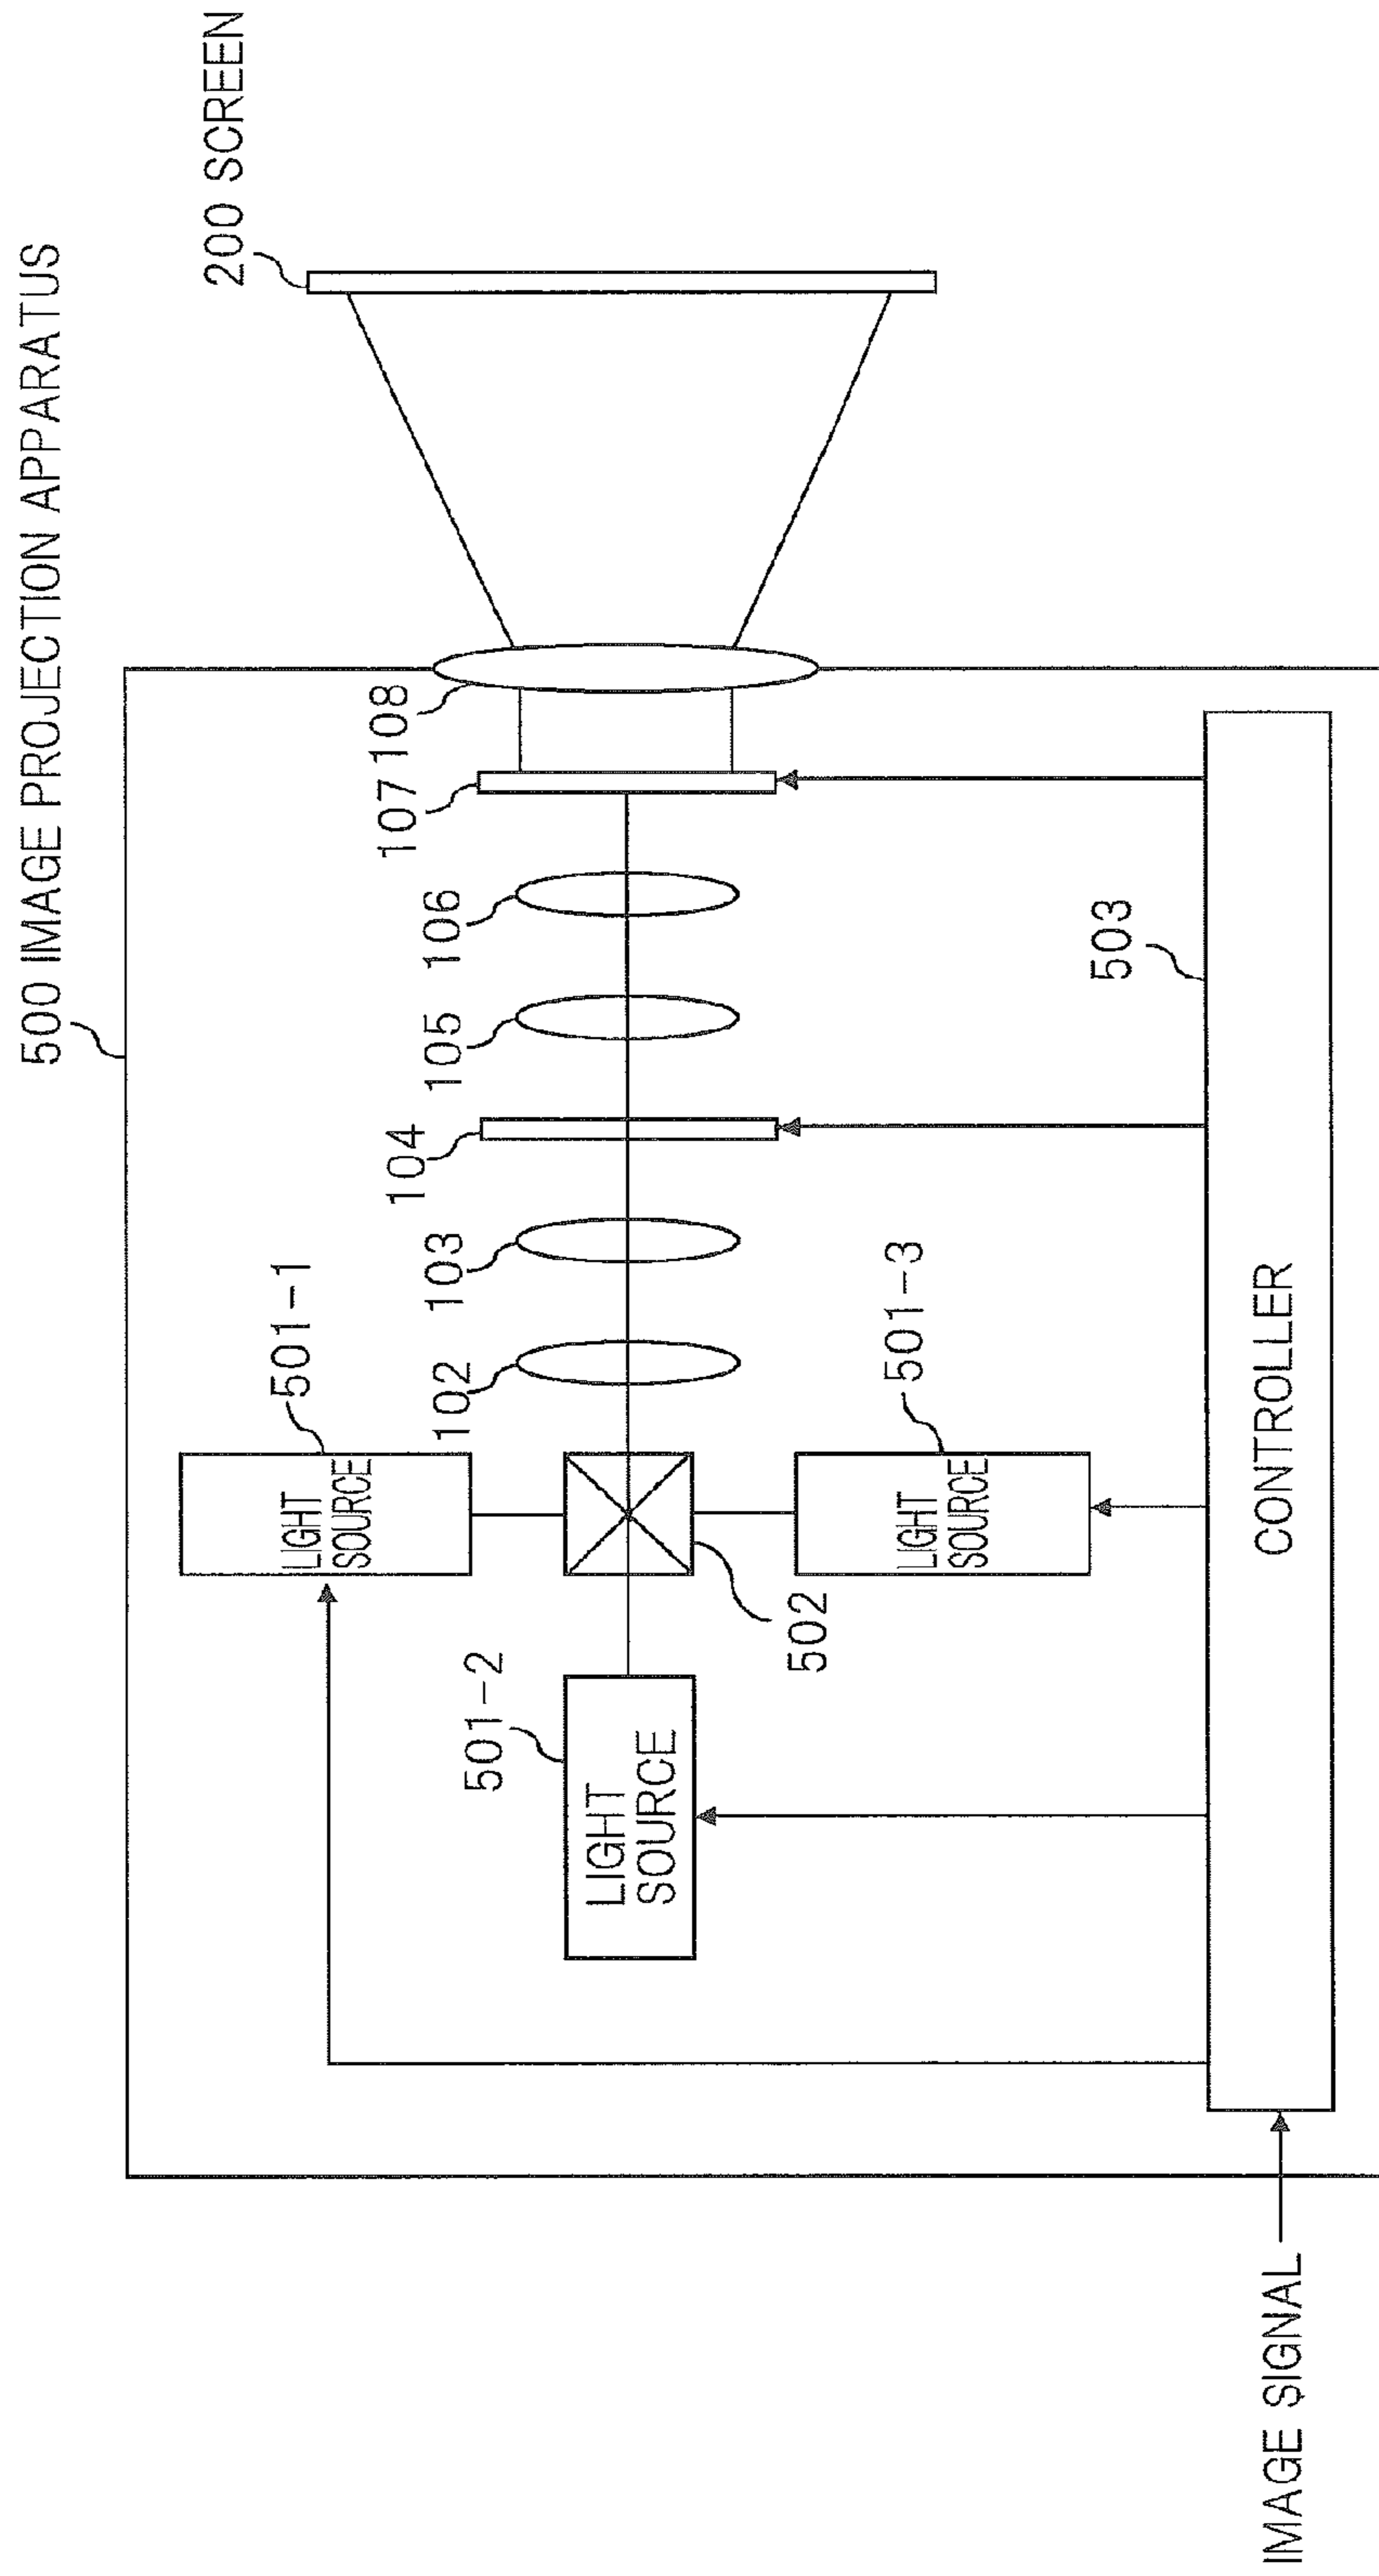 500 IMAGE PROJECTION APPARATUS
200 SCREEN
501-1
LIGHT
SOURCE
501-2
LIGHT
SOURCE
502
102
103
104
105
106
107
108
501-3
LIGHT
SOURCE
503
CONTROLLER
IMAGE SIGNAL